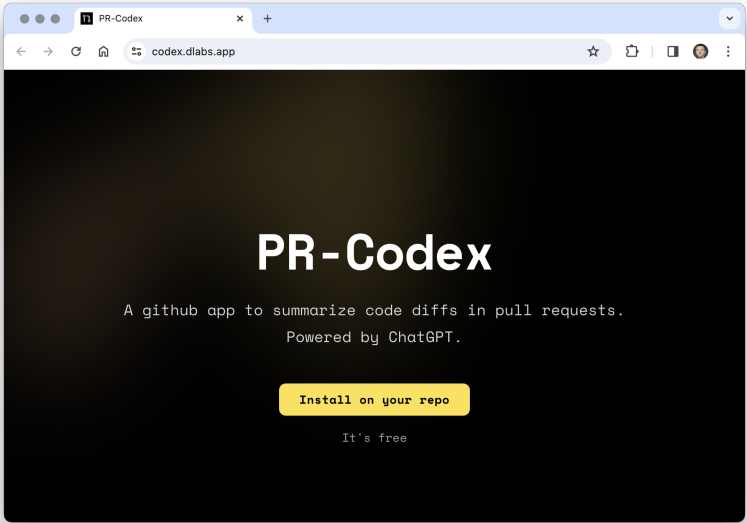 PR-Codex
codex.dlabs.app
PR-Codex
A github app to summarize code diffs in pull requests.
Powered by ChatGPT.
Install on your repo
It's free